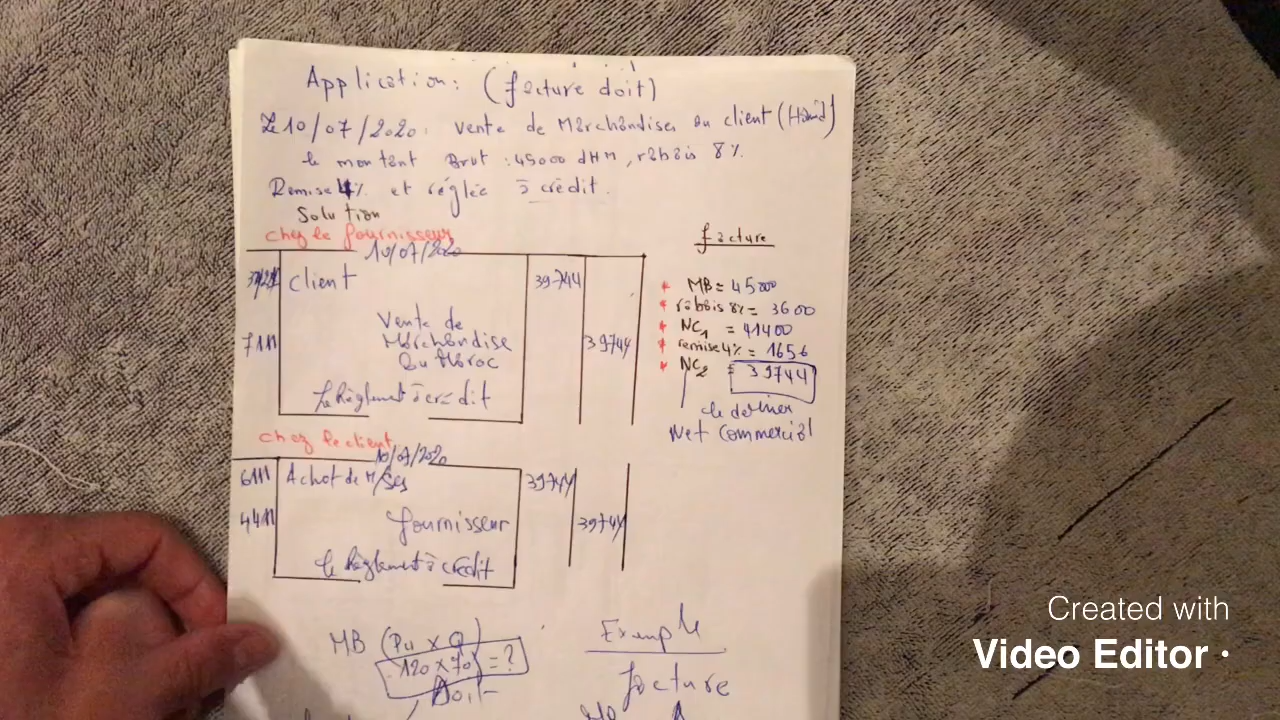 Application: (facture doit)
Le 10/07/2020: vente de Marchandises au client (Hamid)
le montant Brut : 45000 dHM, rabais 8%
Remise 4% et réglée à crédit.
Solution
chez le fournisseur
10/07/2020
Client 39744
7111 Vente de
Marchandise
au Maroc 39744
Le Règlement à crédit
facture
* MB = 45000
* rabais 8% = 3600
* NC1 = 41400
* remise 4% = 1656
* NC2 = 39744
le dernier
Net Commercial
chez le client
10/07/2020
6111 Achat de M/ses 39744
4411 fournisseur 39744
le Règlement à crédit
MB (Pu x Q)
120 x 70 = ?
Doit
Exemple
facture
Created with
Video Editor